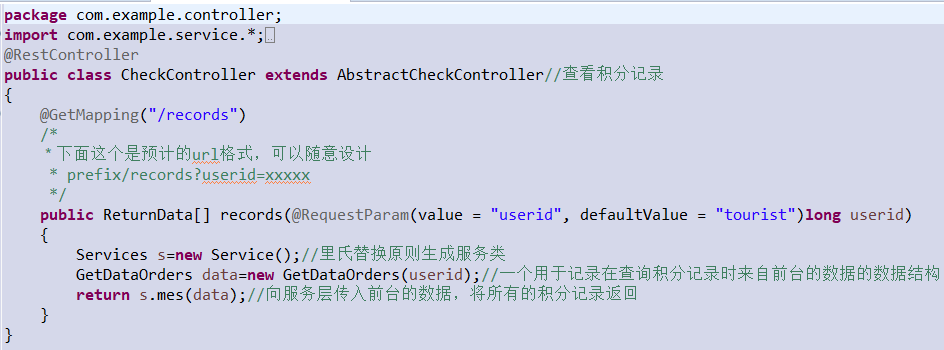 package com.example.controller;
import com.example.service.*;
@RestController
public class CheckController extends AbstractCheckController//查看积分记录
{
    @GetMapping("/records")
    /*
     * 下面这个是预计的url格式，可以随意设计
     * prefix/records?userid=xxxxx
     */
    public ReturnData[] records(@RequestParam(value = "userid", defaultValue = "tourist")long userid)
    {
        Services s=new Service();//里氏替换原则生成服务类
        GetDataOrders data=new GetDataOrders(userid);//一个用于记录在查询积分记录时来自前台的数据的数据结构
        return s.mes(data);//向服务层传入前台的数据，将所有的积分记录返回
    }
}